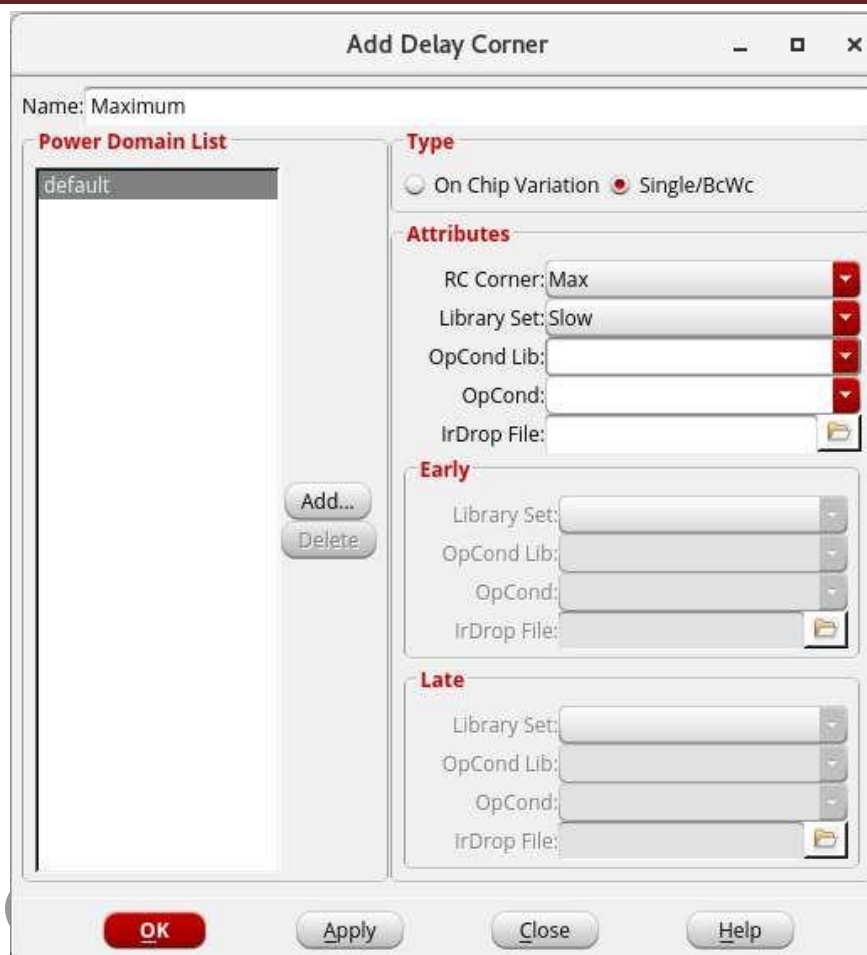 Add Delay Corner
Name: Maximum
Power Domain List
default
Add...
Delete
Type
On Chip Variation Single/BcWc
Attributes
RC Corner: Max
Library Set: Slow
OpCond Lib:
OpCond:
IrDrop File:
Early
Library Set:
OpCond Lib:
OpCond:
IrDrop File:
Late
Library Set:
OpCond Lib:
OpCond:
IrDrop File:
OK Apply Close Help